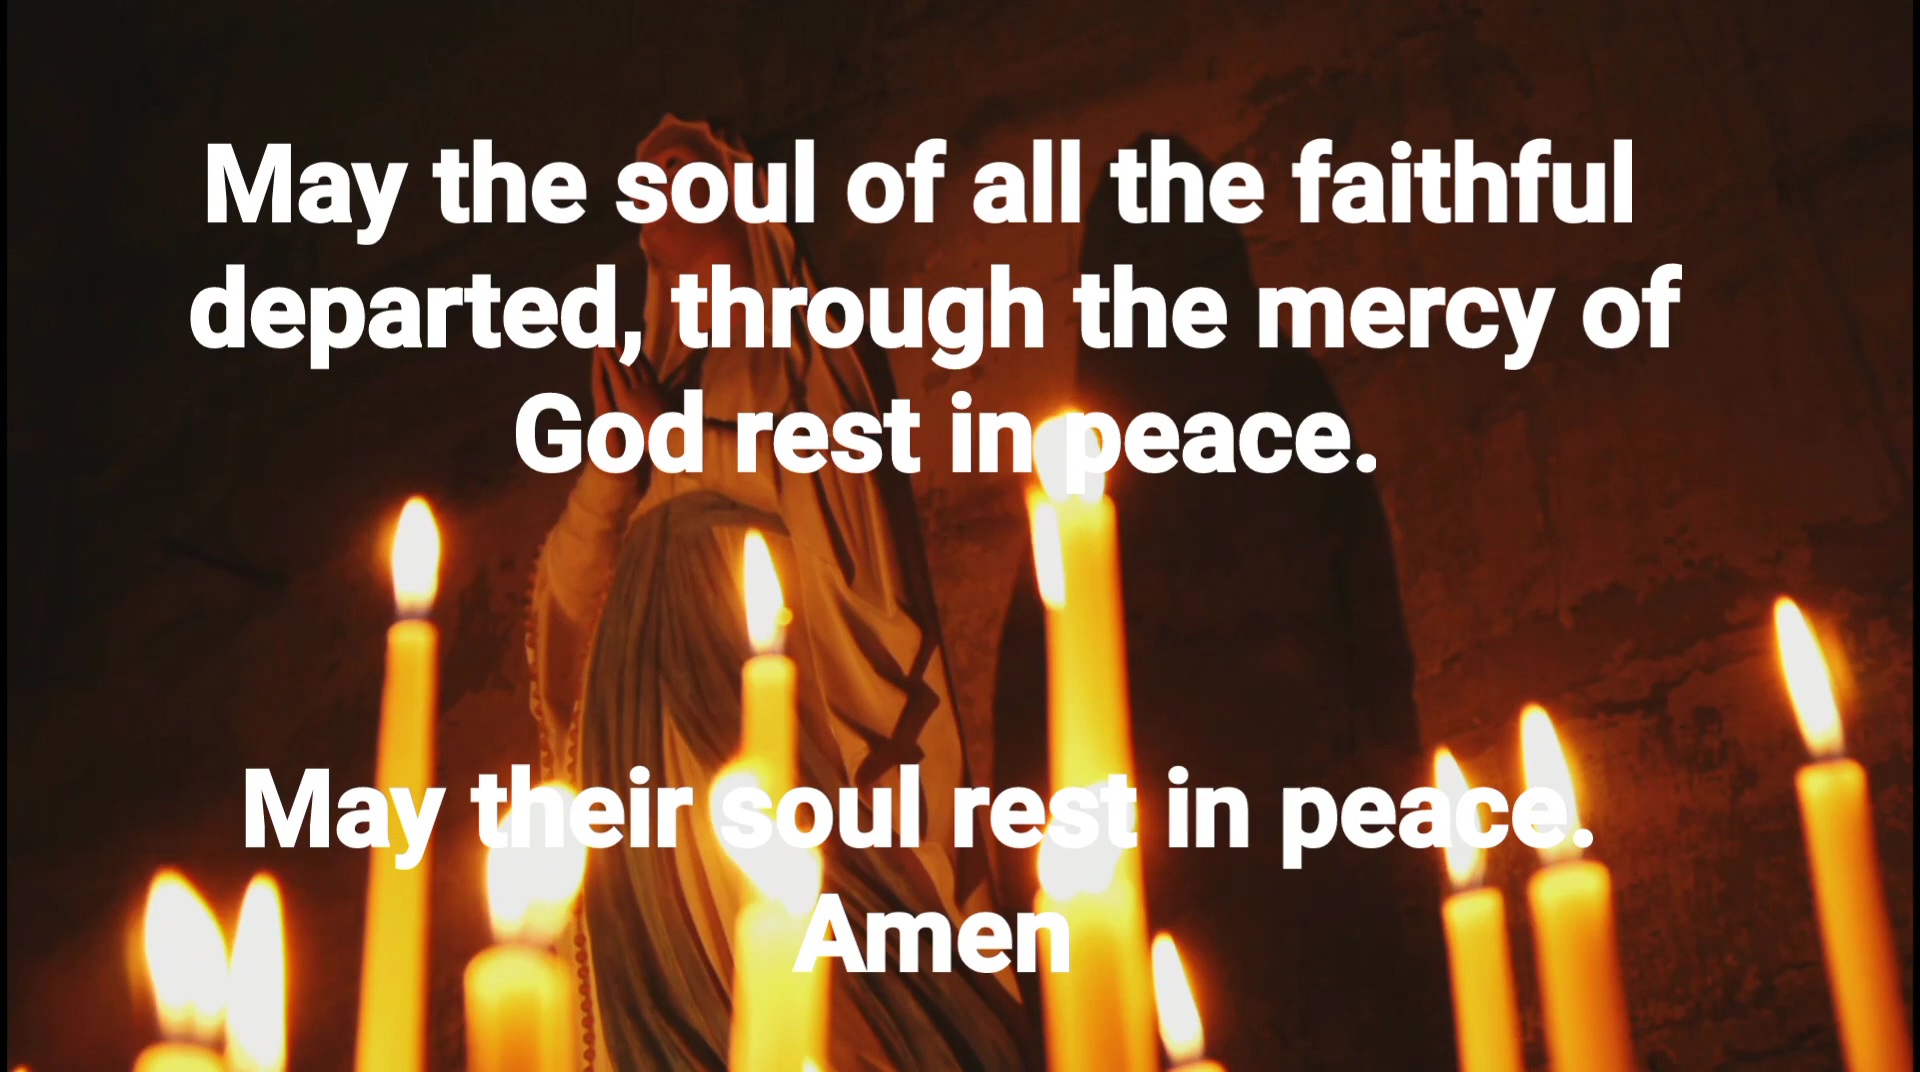 May the soul of all the faithful
departed, through the mercy of
God rest in peace.
May their soul rest in peace.
Amen